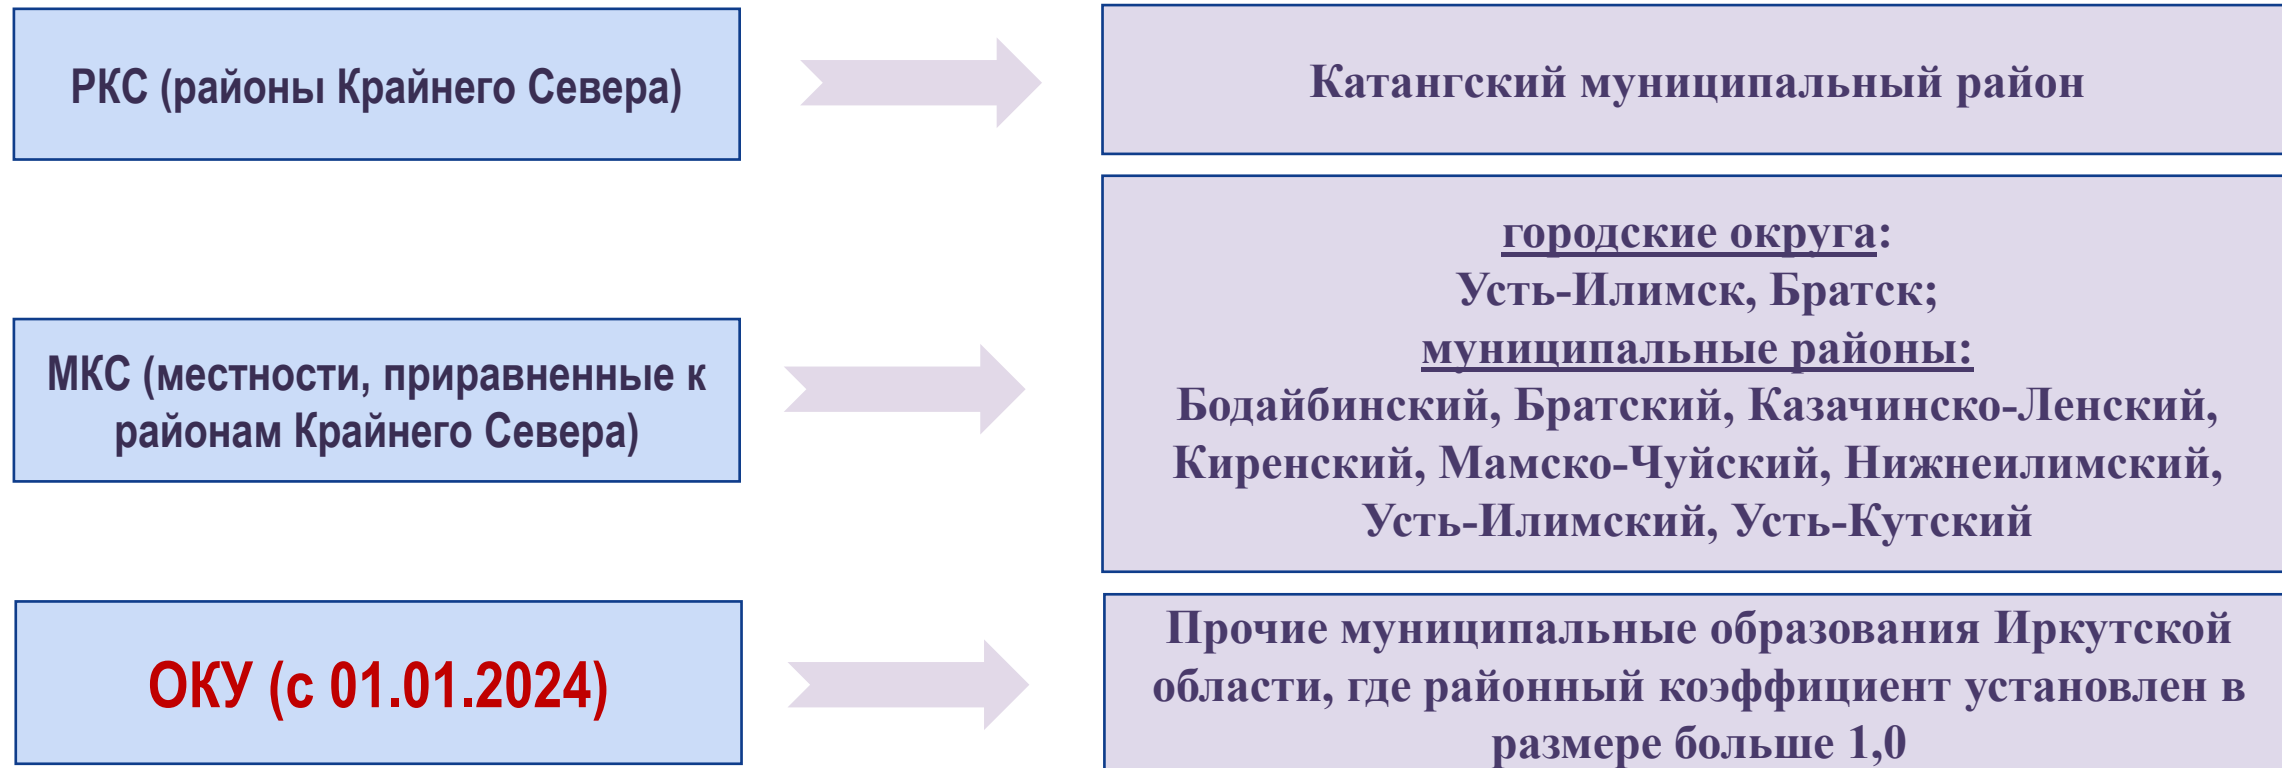 РКС (районы Крайнего Севера)
Катангский муниципальный район
МКС (местности, приравненные к
районам Крайнего Севера)
городские округа:
Усть-Илимск, Братск;
муниципальные районы:
Бодайбинский, Братский, Казачинско-Ленский,
Киренский, Мамско-Чуйский, Нижнеилимский,
Усть-Илимский, Усть-Кутский
ОКУ (с 01.01.2024)
Прочие муниципальные образования Иркутской
области, где районный коэффициент установлен в
размере больше 1,0